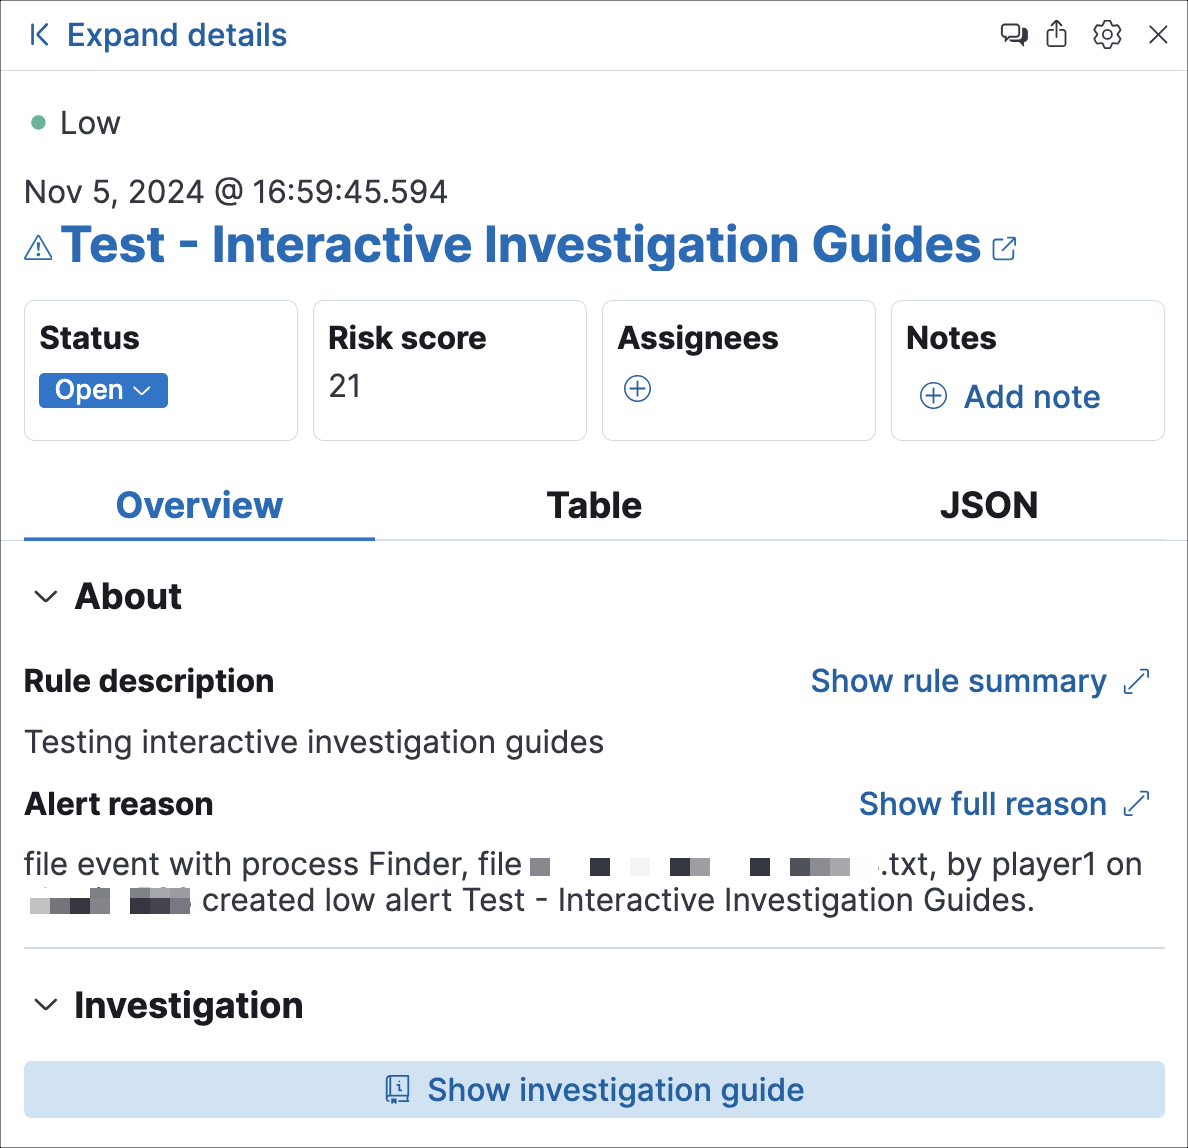 Expand details
Low
Nov 5, 2024 @ 16:59:45.594
Test - Interactive Investigation Guides
Status
Open
Risk score
21
Assignees
Notes
Add note
Overview
Table
JSON
About
Rule description
Show rule summary
Testing interactive investigation guides
Alert reason
Show full reason
file event with process Finder, file .txt, by player1 on
created low alert Test - Interactive Investigation Guides.
Investigation
Show investigation guide